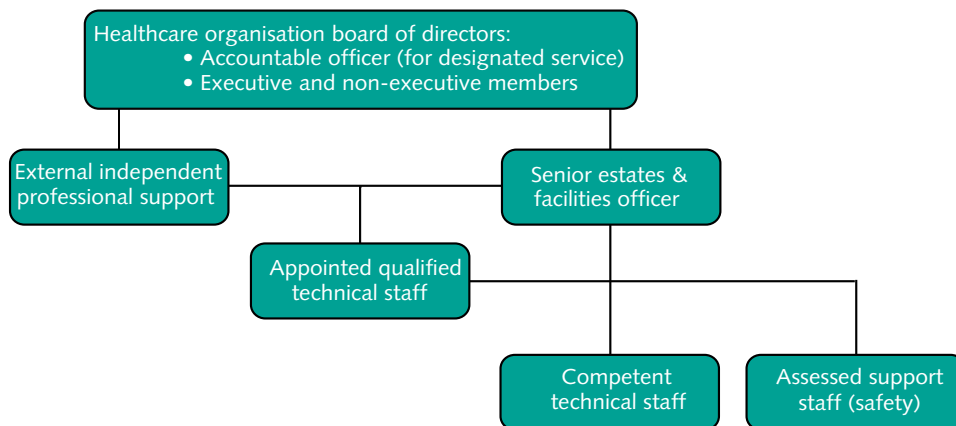 Healthcare organisation board of directors:
• Accountable officer (for designated service)
• Executive and non-executive members
External independent
professional support
Senior estates &
facilities officer
Appointed qualified
technical staff
Competent
technical staff
Assessed support
staff (safety)